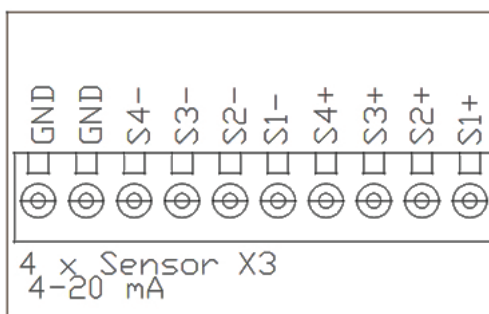 GND GND S4- S3- S2- S1- S4+ S3+ S2+ S1+
4 x Sensor X3
4-20 mA